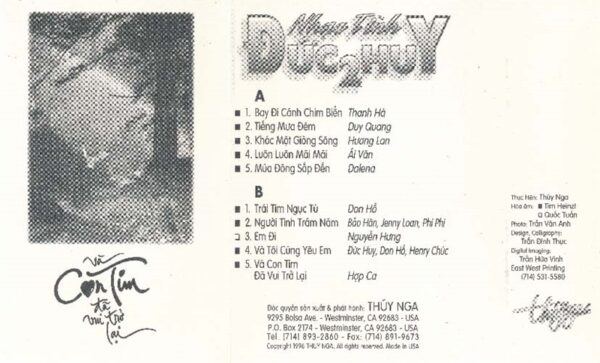 Và
Con Tim
đã
vui trở
lại
Nhạc Tình
ĐỨC HUY
2
A
1. Bay Đi Cánh Chim Biển Thanh Hà
2. Tiếng Mưa Đêm Duy Quang
3. Khóc Một Giòng Sông Hương Lan
4. Luôn Luôn Mãi Mãi Ái Vân
5. Mùa Đông Sắp Đến Dalena
B
1. Trái Tim Ngục Tù Don Hồ
2. Người Tình Trăm Năm Bảo Hân, Jenny Loan, Phi Phi
3. Em Đi Nguyễn Hưng
4. Và Tôi Cũng Yêu Em Đức Huy, Don Hồ, Henry Chúc
5. Và Con Tim
Đã Vui Trở Lại Hợp Ca
Độc quyền sản xuất & phát hành: THÚY NGA
9295 Bolsa Ave. - Westminster, CA 92683 - USA
P.O. Box 2174 - Westminster, CA 92683 - USA
Tel. (714) 893-2860 - Fax: (714) 891-9673
Copyright 1996 THUY NGA. All rights reserved. Made in USA
Thực hiện: Thúy Nga
Hòa âm: Tim Heinzl
Quốc Tuấn
Photo: Trần Vân Anh
Design, Calligraphy:
Trần Đình Thục
Digital Imaging:
Trần Hữu Vinh
East West Printing
(714) 531-5580